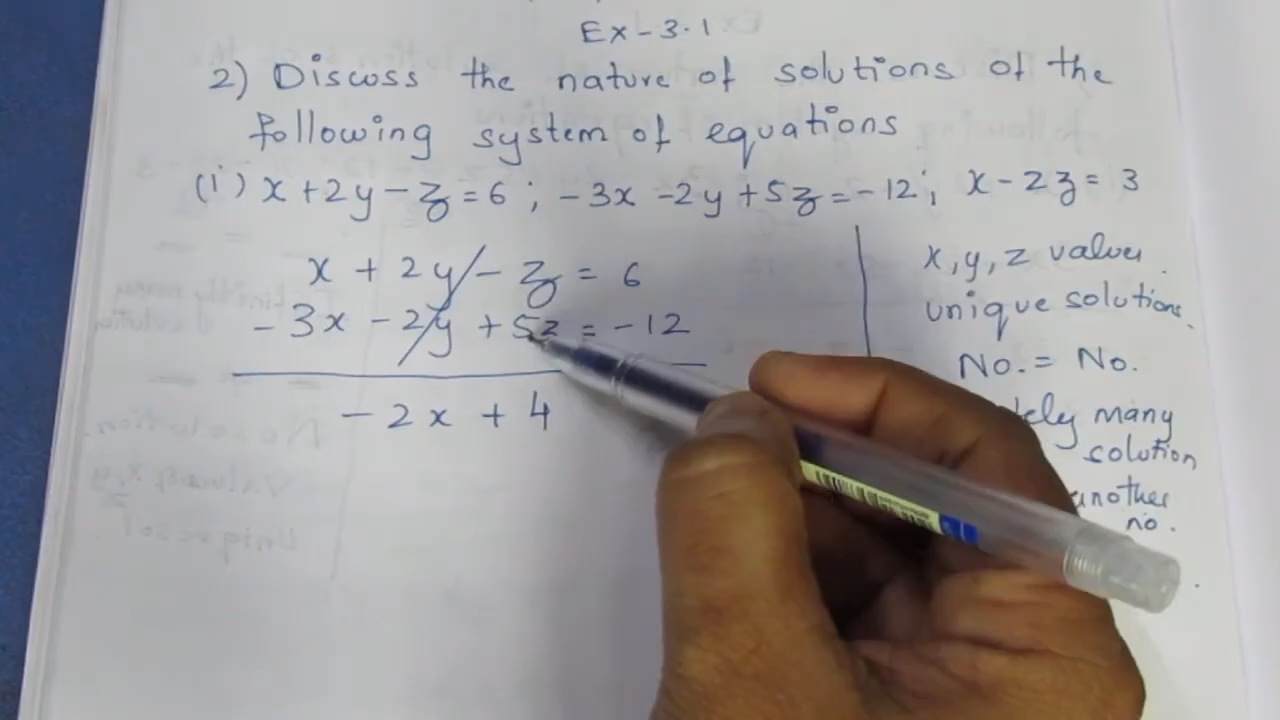 Ex-3.1
2) Discuss the nature of solutions of the
following system of equations
(i) x+2y-z=6; -3x-2y+5z=-12; x-2z=3
x + 2y - z = 6
-3x - 2y + 5z = -12
-2x + 4
x, y, z values
unique solutions.
No. = No.
many
solution
another
no.